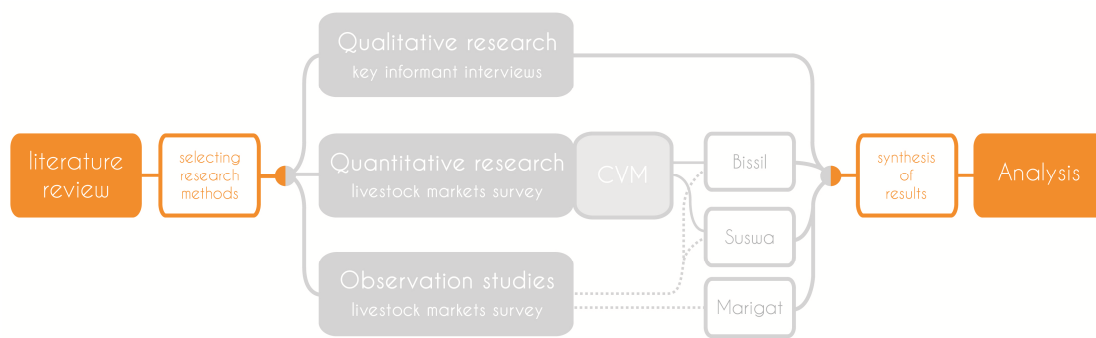 literature
review
selecting
research
methods
Qualitative research
key informant interviews
Quantitative research
livestock markets survey
CVM
Observation studies
livestock markets survey
Bissil
Suswa
Marigat
synthesis
of
results
Analysis